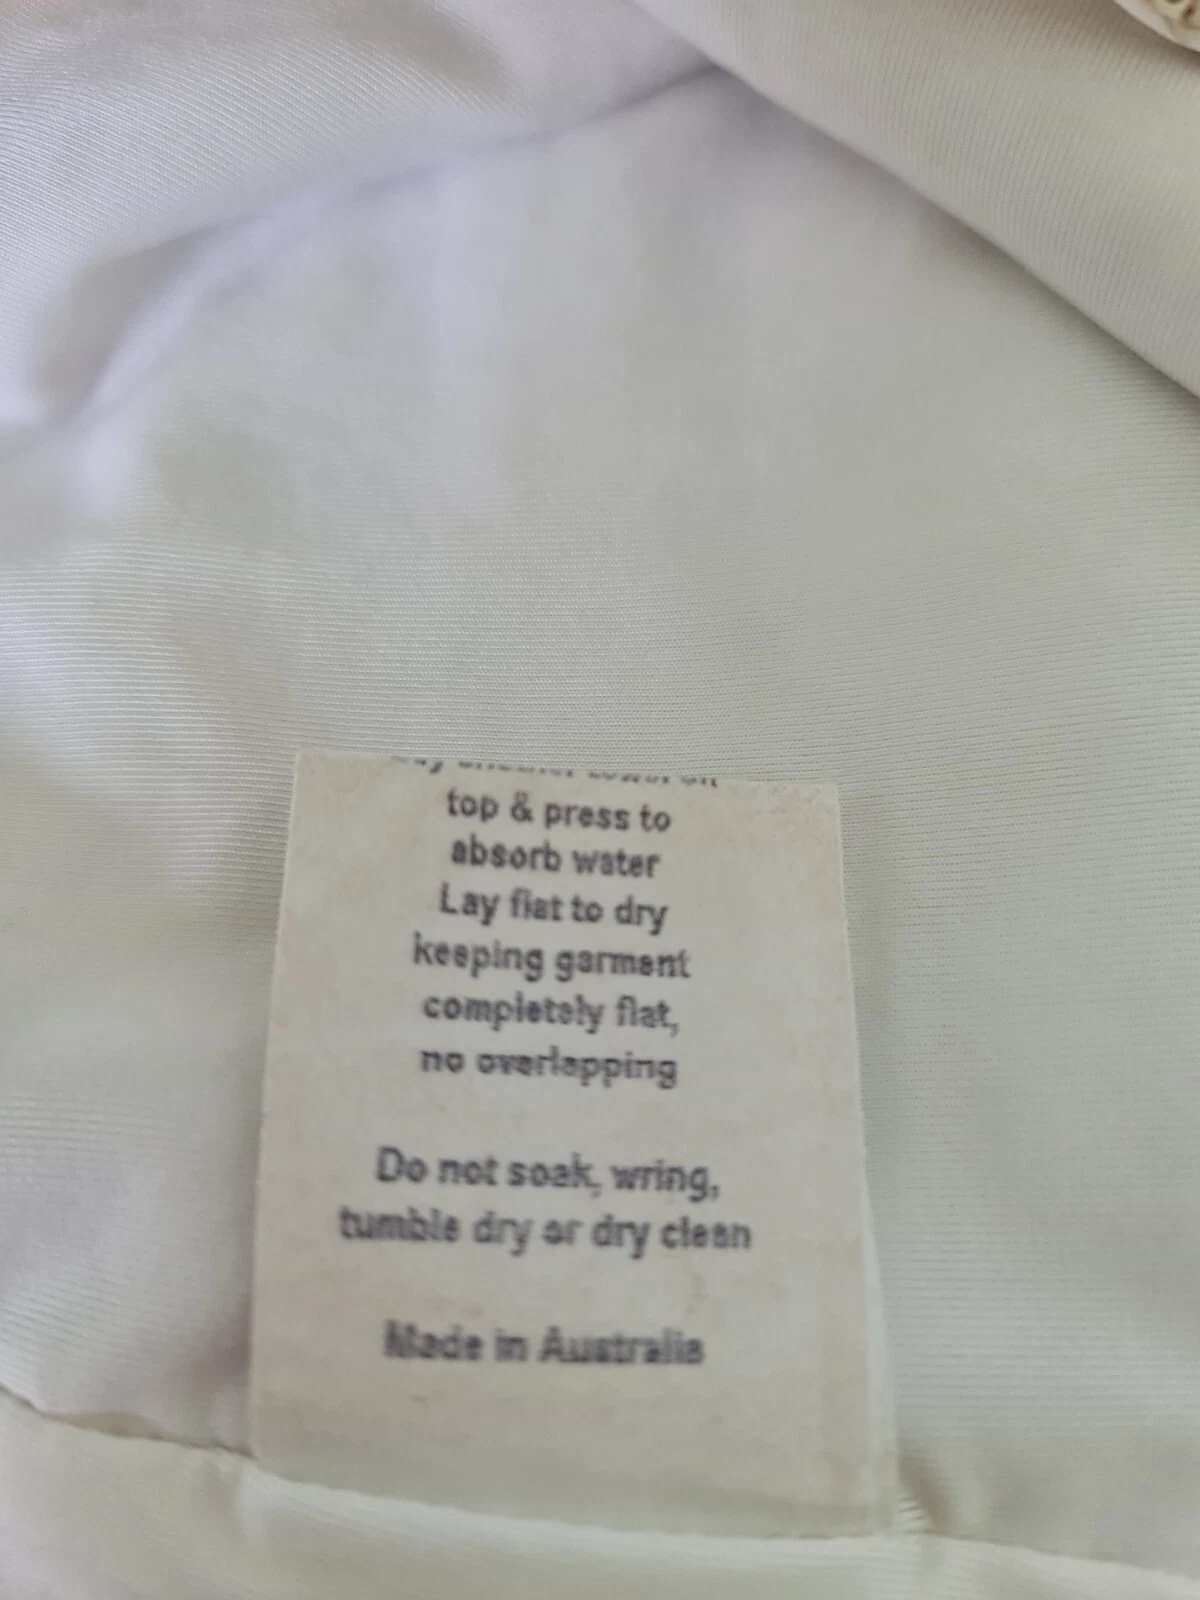 top & press to
absorb water
Lay flat to dry
keeping garment
completely flat,
no overlapping
Do not soak, wring,
tumble dry or dry clean
Made in Australia